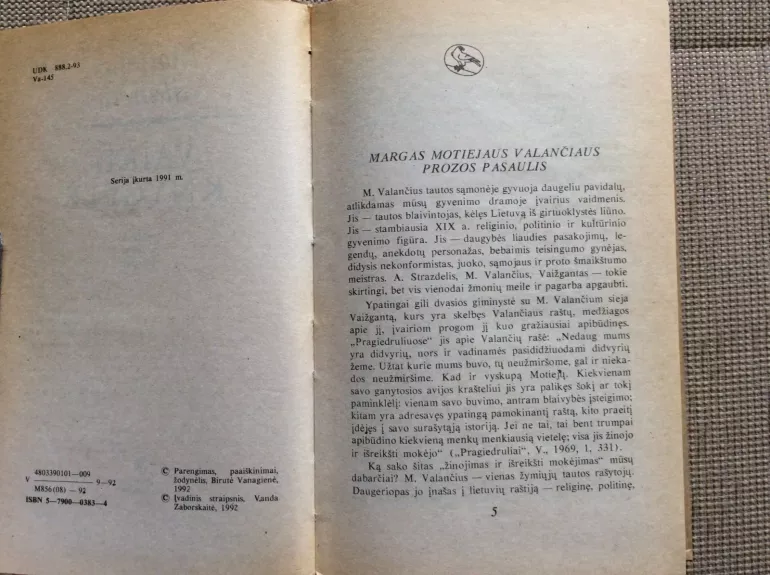 UDK 888.2-93
Va-145
Serija įkurta 1991 m.
4803390101—009
V ————— 9—92
M856(08) — 92
ISBN 5—7900—0383—4
© Parengimas, paaiškinimai,
žodynėlis, Birutė Vanagienė,
1992
© Įvadinis straipsnis, Vanda
Zaborskaitė, 1992
MARGAS MOTIEJAUS VALANČIAUS
PROZOS PASAULIS
M. Valančius tautos sąmonėje gyvuoja daugeliu pavidalų,
atlikdamas mūsų gyvenimo dramoje įvairius vaidmenis.
Jis — tautos blaivintojas, kėlęs Lietuvą iš girtuoklystės liūno.
Jis — stambiausia XIX a. religinio, politinio ir kultūrinio
gyvenimo figūra. Jis — daugybės liaudies pasakojimų, le-
gendų, anekdotų personažas, bebaimis teisingumo gynėjas,
didysis nekonformistas, juoko, sąmojaus ir proto šmaikštumo
meistras. A. Strazdelis, M. Valančius, Vaižgantas — tokie
skirtingi, bet vis vienodai žmonių meile ir pagarba apgaubti.
Ypatingai gili dvasios giminystė su M. Valančium sieja
Vaižgantą, kurs yra skelbęs Valančiaus raštų, medžiagos
apie jį, įvairiom progom jį kuo gražiausiai apibūdinęs.
„Pragiedruliuose“ jis apie Valančių rašė: „Nedaug mums
yra didvyrių, nors ir vadinamės pasididžiuodami didvyrių
žeme. Užtat kurie mums buvo, tų neužmiršome, gal ir nieka-
dos neužmiršime. Kad ir vyskupą Motiejų. Kiekvienam
savo ganytosios avijos krašteliui jis yra palikęs šokį ar tokį
paminklėlį: vienam savo buvimo, antram blaivybės įsteigimo;
kitam yra adresavęs ypatingą pamokinantį raštą, kito praeitį
įdėjęs į savo surašytąją istoriją. Jei ne tai, tai bent trumpai
apibūdino kiekvieną menkų menkiausią vietelę; visa jis žinojo
ir išreikšti mokėjo“ („Pragiedruliai“, V., 1969, 1, 331).
Ką sako šitas „žinojimas ir išreikšti mokėjimas“ mūsų
dabarčiai? M. Valančius — vienas žymiųjų tautos rašytojų.
Daugeriopas jo įnašas į lietuvių raštiją — religinę, politinę,
5